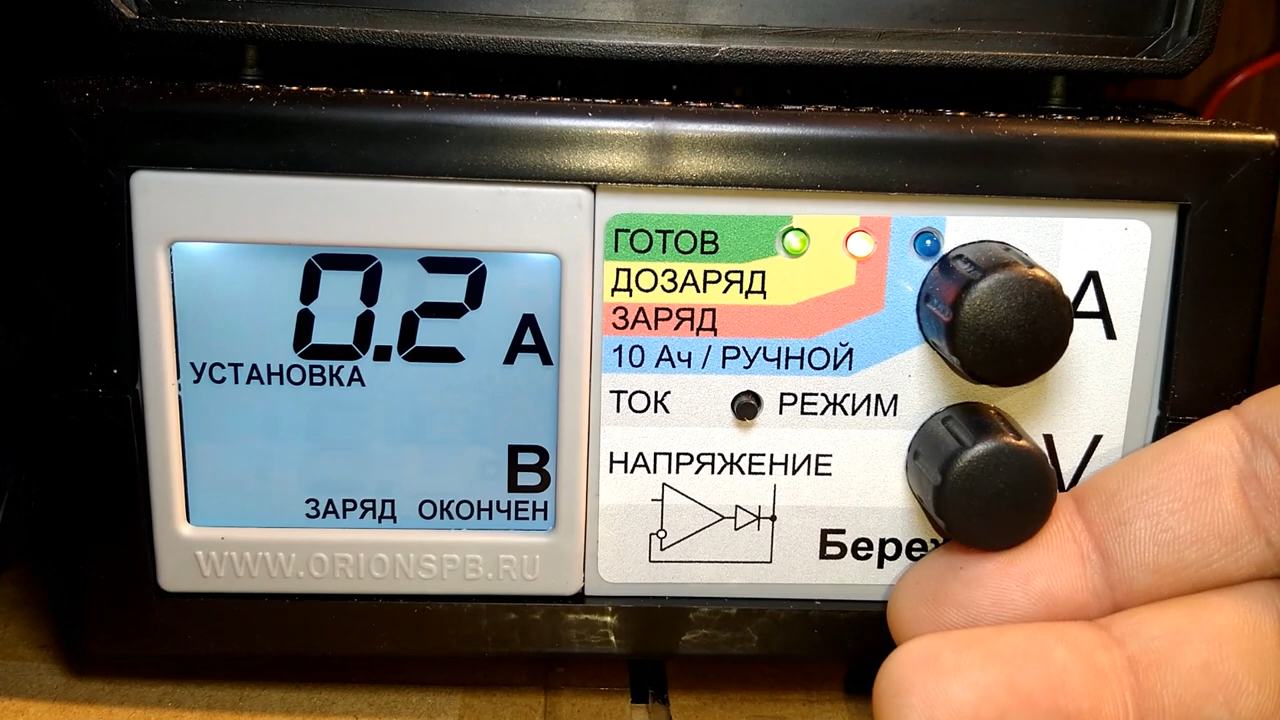 0.2 А
УСТАНОВКА
В
ЗАРЯД ОКОНЧЕН
WWW.ORIONSPB.RU
ГОТОВ
ДОЗАРЯД
ЗАРЯД
10 Ач / РУЧНОЙ
А
ТОК РЕЖИМ
V
НАПРЯЖЕНИЕ